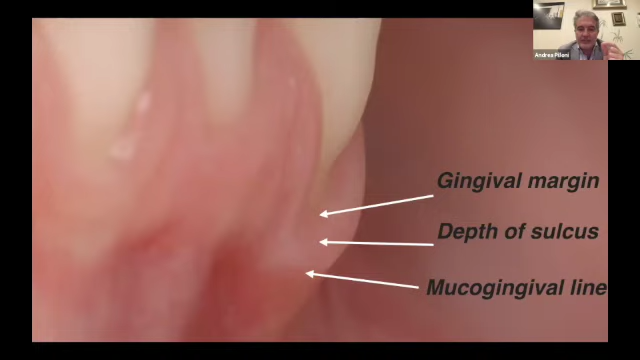 Andrea Pilloni
Gingival margin
Depth of sulcus
Mucogingival line